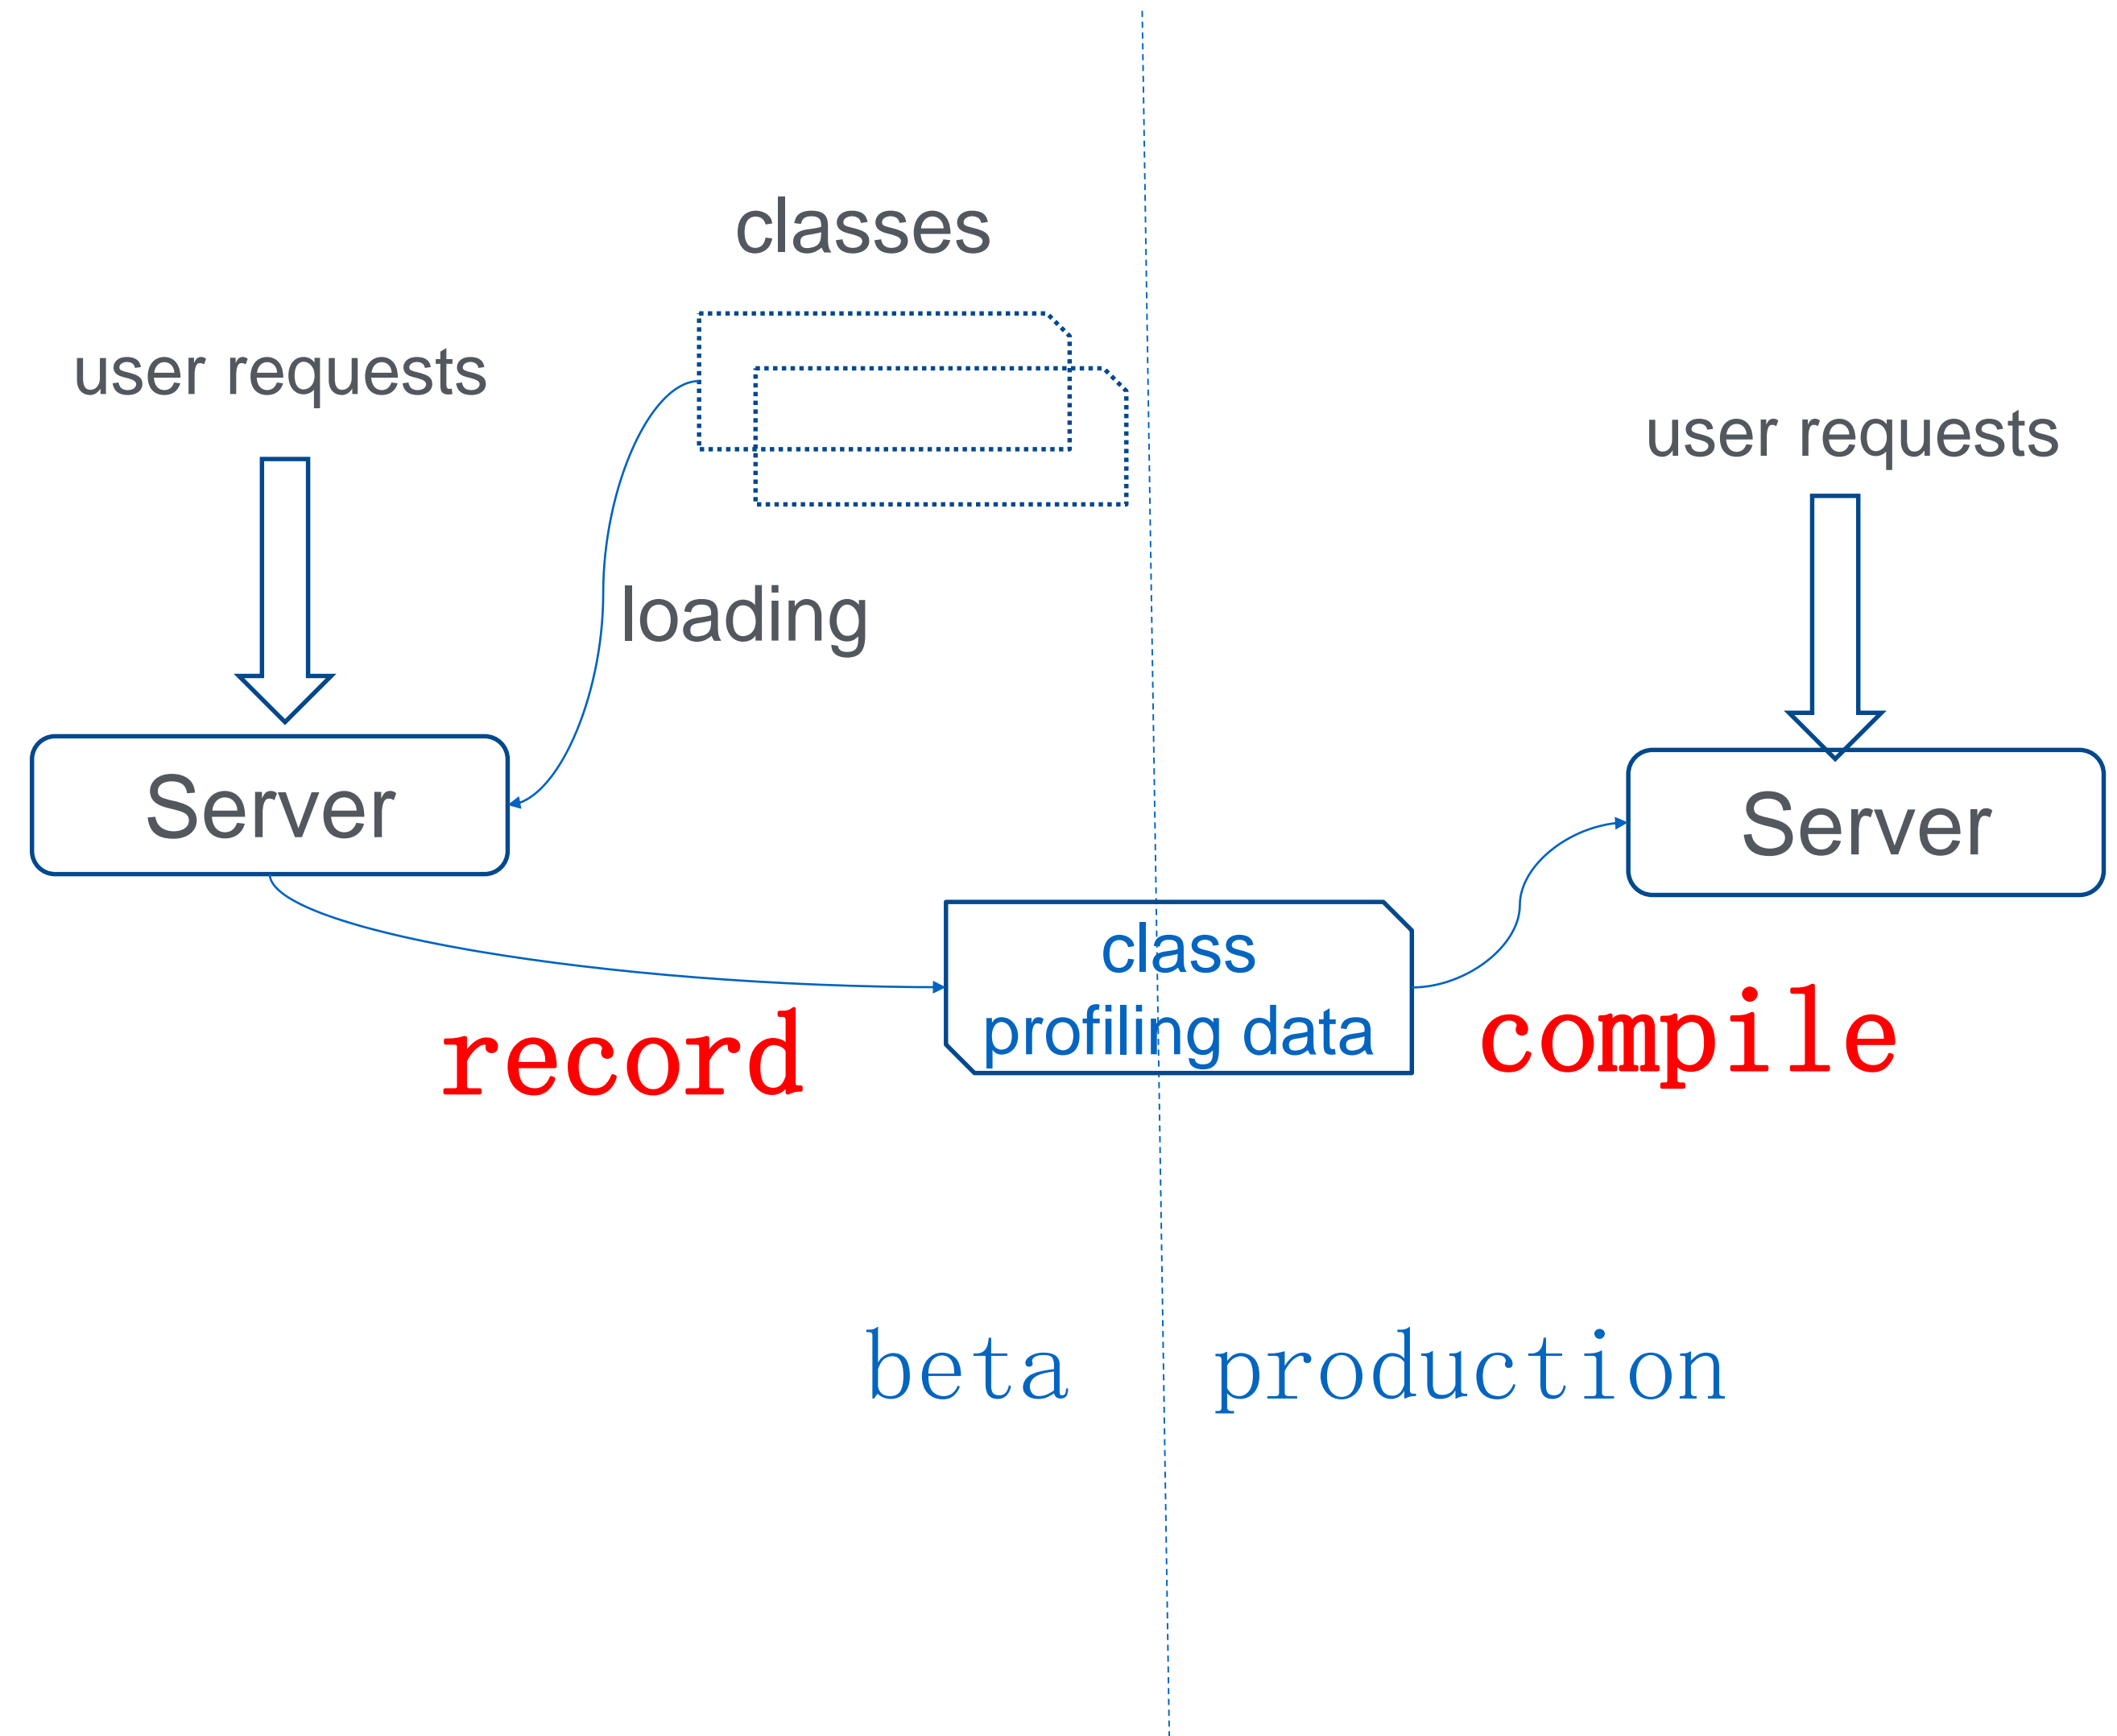 classes
user requests
user requests
loading
Server
Server
class
profiling data
record
compile
beta
production